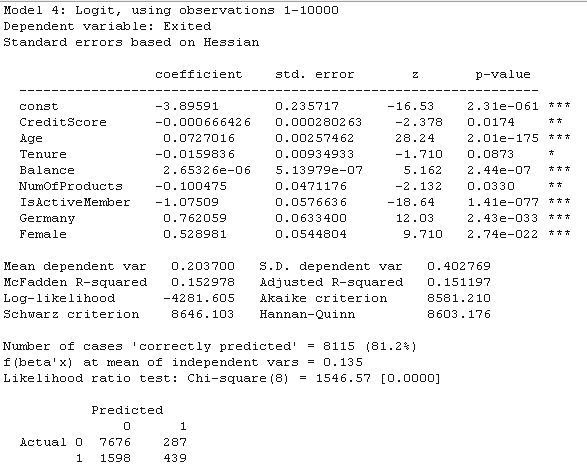 Model 4: Logit, using observations 1-10000
Dependent variable: Exited
Standard errors based on Hessian
coefficient std. error z p-value
---------------------------------------------------------------
const -3.89591 0.235717 -16.53 2.31e-061 ***
CreditScore -0.000666426 0.000280263 -2.378 0.0174 **
Age 0.0727016 0.00257462 28.24 2.01e-175 ***
Tenure -0.0159836 0.00934933 -1.710 0.0873 *
Balance 2.65326e-06 5.13979e-07 5.162 2.44e-07 ***
NumOfProducts -0.100475 0.0471176 -2.132 0.0330 **
IsActiveMember -1.07509 0.0576636 -18.64 1.41e-077 ***
Germany 0.762059 0.0633400 12.03 2.43e-033 ***
Female 0.528981 0.0544804 9.710 2.74e-022 ***
Mean dependent var 0.203700 S.D. dependent var 0.402769
McFadden R-squared 0.152978 Adjusted R-squared 0.151197
Log-likelihood -4281.605 Akaike criterion 8581.210
Schwarz criterion 8646.103 Hannan-Quinn 8603.176
Number of cases 'correctly predicted' = 8115 (81.2%)
f(beta'x) at mean of independent vars = 0.135
Likelihood ratio test: Chi-square(8) = 1546.57 [0.0000]
Predicted
0 1
Actual 0 7676 287
1 1598 439